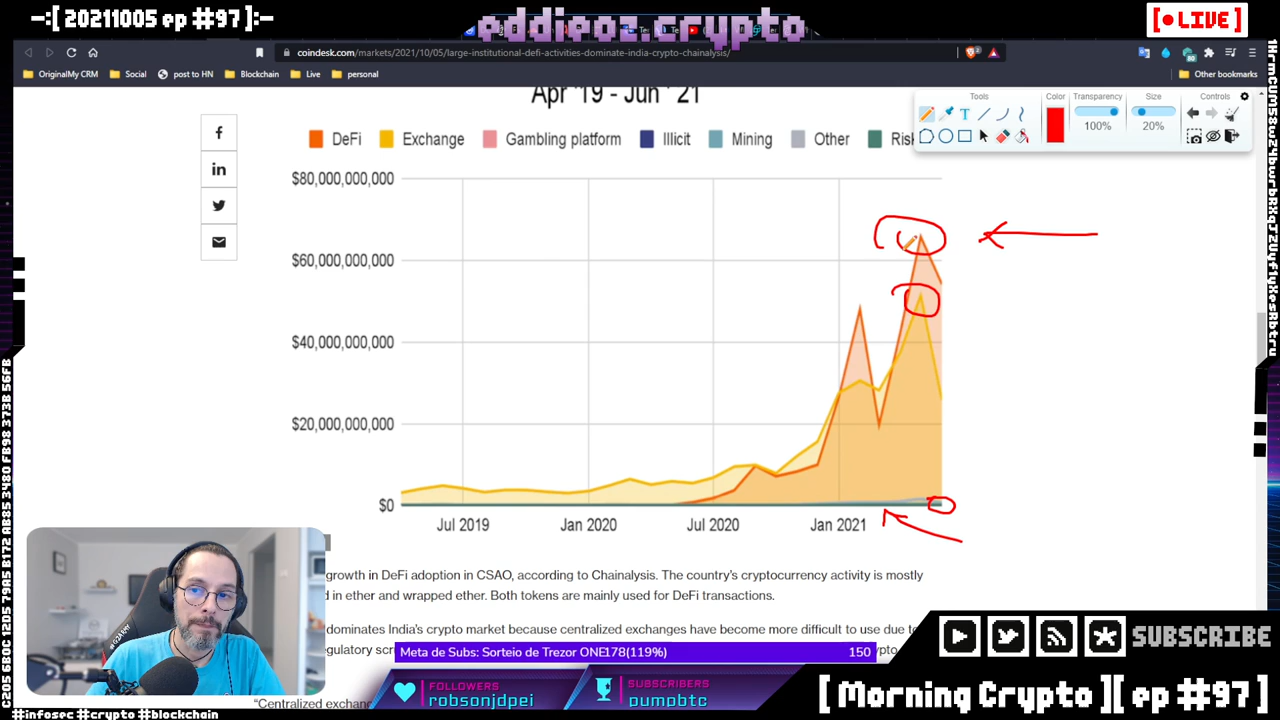 -:[ 20211005 ep #97]:-
eddieoz.crypto
[ LIVE ]
coindesk.com/markets/2021/10/05/large-institutional-defi-activities-dominate-india-crypto-chainalysis/
OriginalMy CRM
Social
post to HN
Blockchain
Live
personal
Other bookmarks
Tools
Color
Transparency
Size
Controls
100%
20%
Apr '19 - Jun ' 21
DeFi
Exchange
Gambling platform
Illicit
Mining
Other
Ris
$80,000,000,000
$60,000,000,000
$40,000,000,000
$20,000,000,000
$0
Jul 2019
Jan 2020
Jul 2020
Jan 2021
growth in DeFi adoption in CSAO, according to Chainalysis. The country's cryptocurrency activity is mostly
d in ether and wrapped ether. Both tokens are mainly used for DeFi transactions.
dominates India's crypto market because centralized exchanges have become more difficult to use due to
gulatory scr
Meta de Subs: Sorteio de Trezor ONE178(119%)
150
"Centralized exchan
FOLLOWERS
robsonjdpei
SUBSCRIBERS
pumpbtc
SUBSCRIBE
[ Morning Crypto ][ ep #97 ]
#infosec #crypto #blockchain